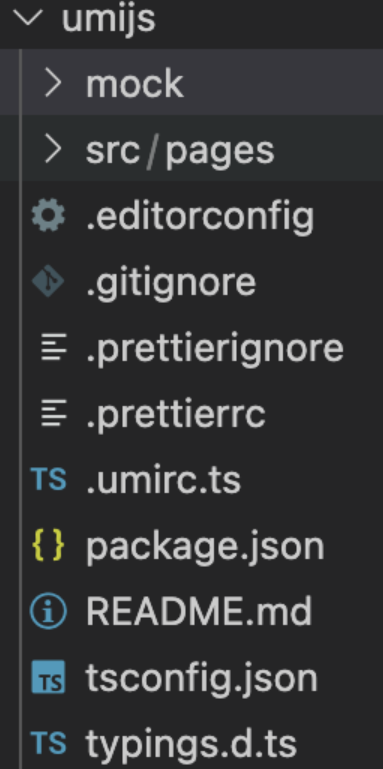 umijs
mock
src/pages
.editorconfig
.gitignore
.prettierignore
.prettierrc
TS .umirc.ts
{} package.json
README.md
TS tsconfig.json
TS typings.d.ts